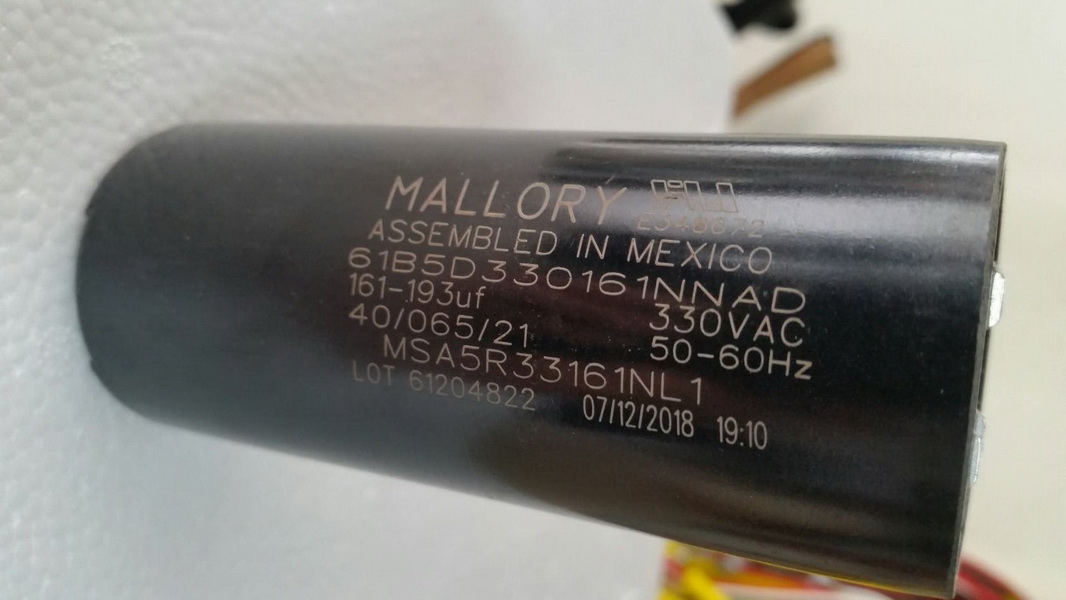 MALLORY
E348672
ASSEMBLED IN MEXICO
61B5D330161NNAD
161-193uf 330VAC
40/065/21 50-60Hz
MSA5R33161NL1
LOT 61204822 07/12/2018 19:10